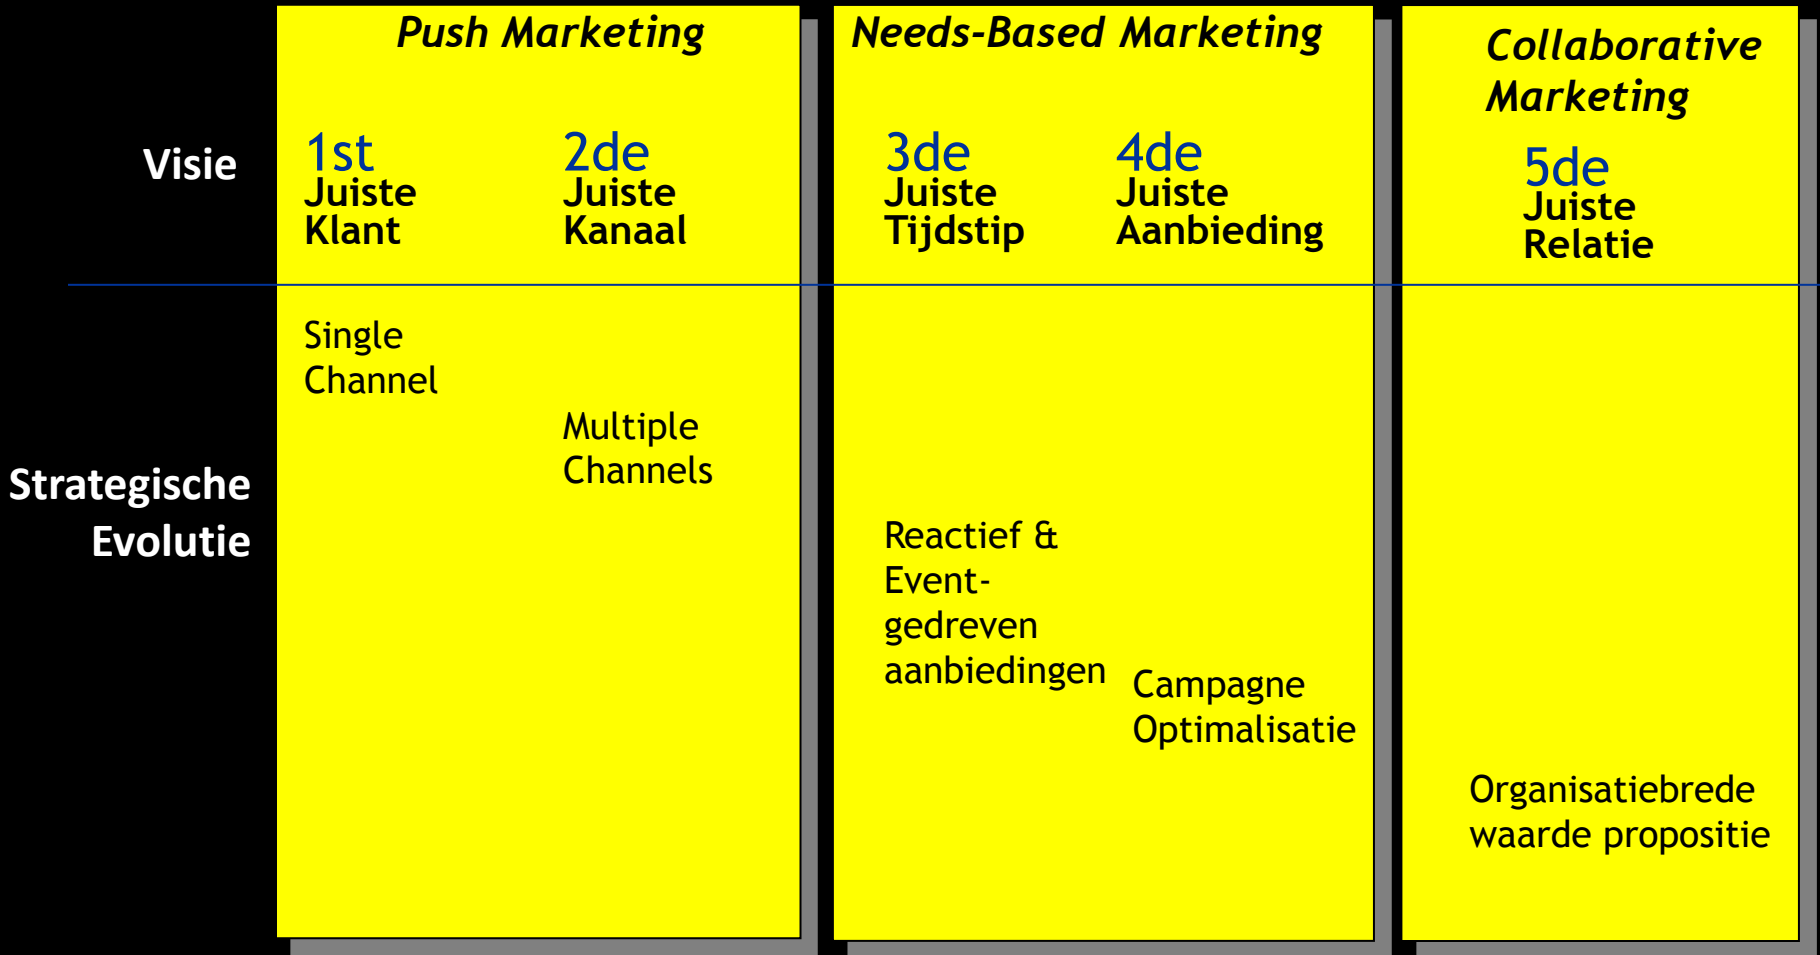 Push Marketing
Needs-Based Marketing
Collaborative
Marketing
Visie
1st
Juiste
Klant
2de
Juiste
Kanaal
3de
Juiste
Tijdstip
4de
Juiste
Aanbieding
5de
Juiste
Relatie
Strategische
Evolutie
Single
Channel
Multiple
Channels
Reactief &
Event-
gedreven
aanbiedingen
Campagne
Optimalisatie
Organisatiebrede
waarde propositie